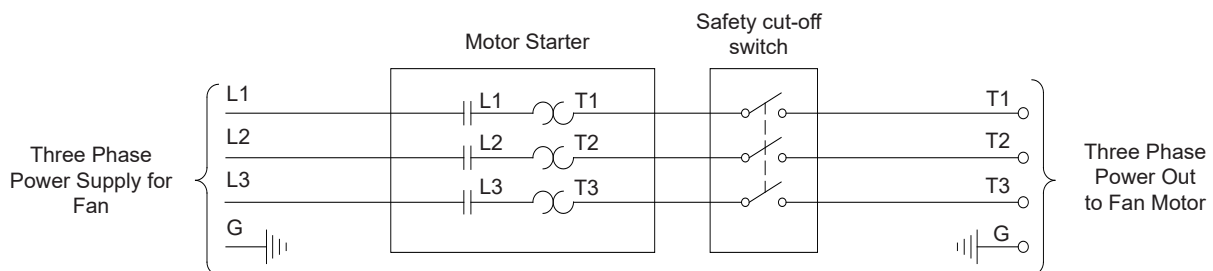 Safety cut-off
switch
Motor Starter
L1
L1
T1
T1
L2
L2
T2
T2
L3
L3
T3
T3
G
G
Three Phase
Power Supply for
Fan
Three Phase
Power Out
to Fan Motor